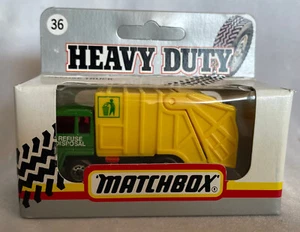 36
HEAVY DUTY
REFUSE
DISPOSAL
MATCHBOX